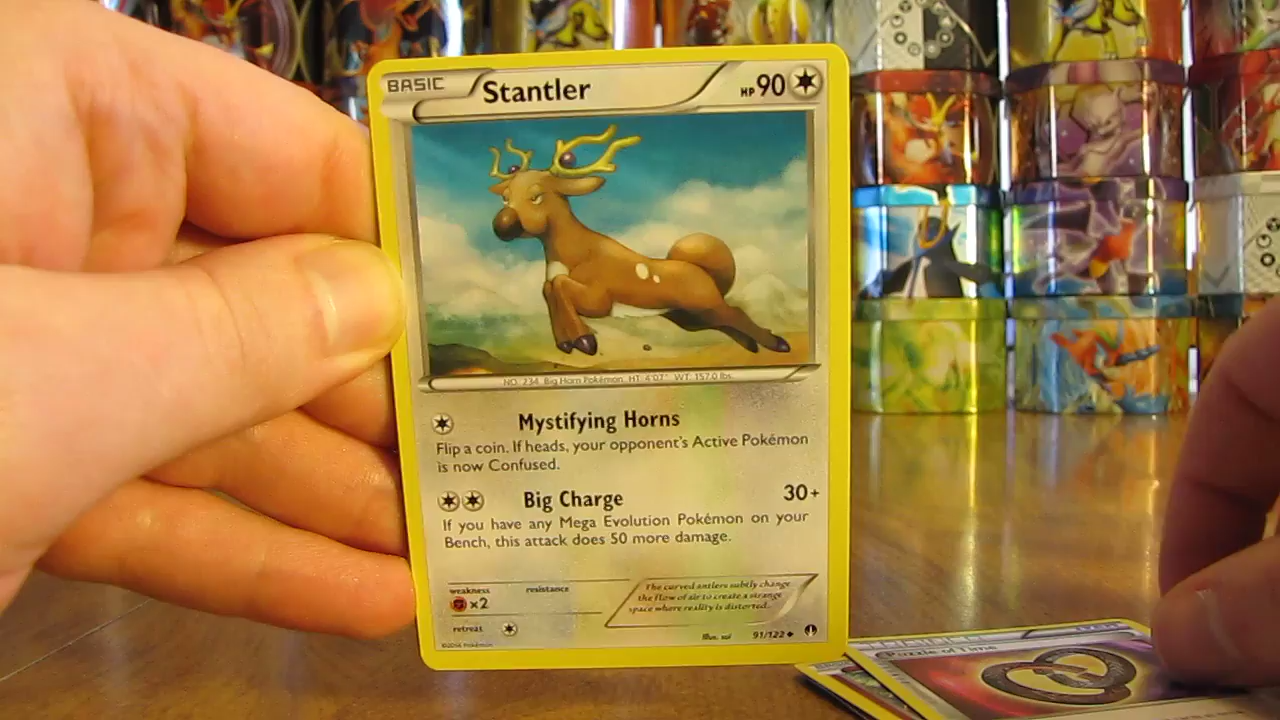 BASIC Stantler HP 90
NO. 234 Big Horn Pokémon HT: 4'07" WT: 157.0 lbs.
Mystifying Horns
Flip a coin. If heads, your opponent's Active Pokémon
is now Confused.
Big Charge 30+
If you have any Mega Evolution Pokémon on your
Bench, this attack does 50 more damage.
weakness resistance
×2
retreat
The curved antlers subtly change
the flow of air to create a strange
space where reality is distorted.
Illus. sui 91/122
©2016 Pokémon
Puzzle of Time